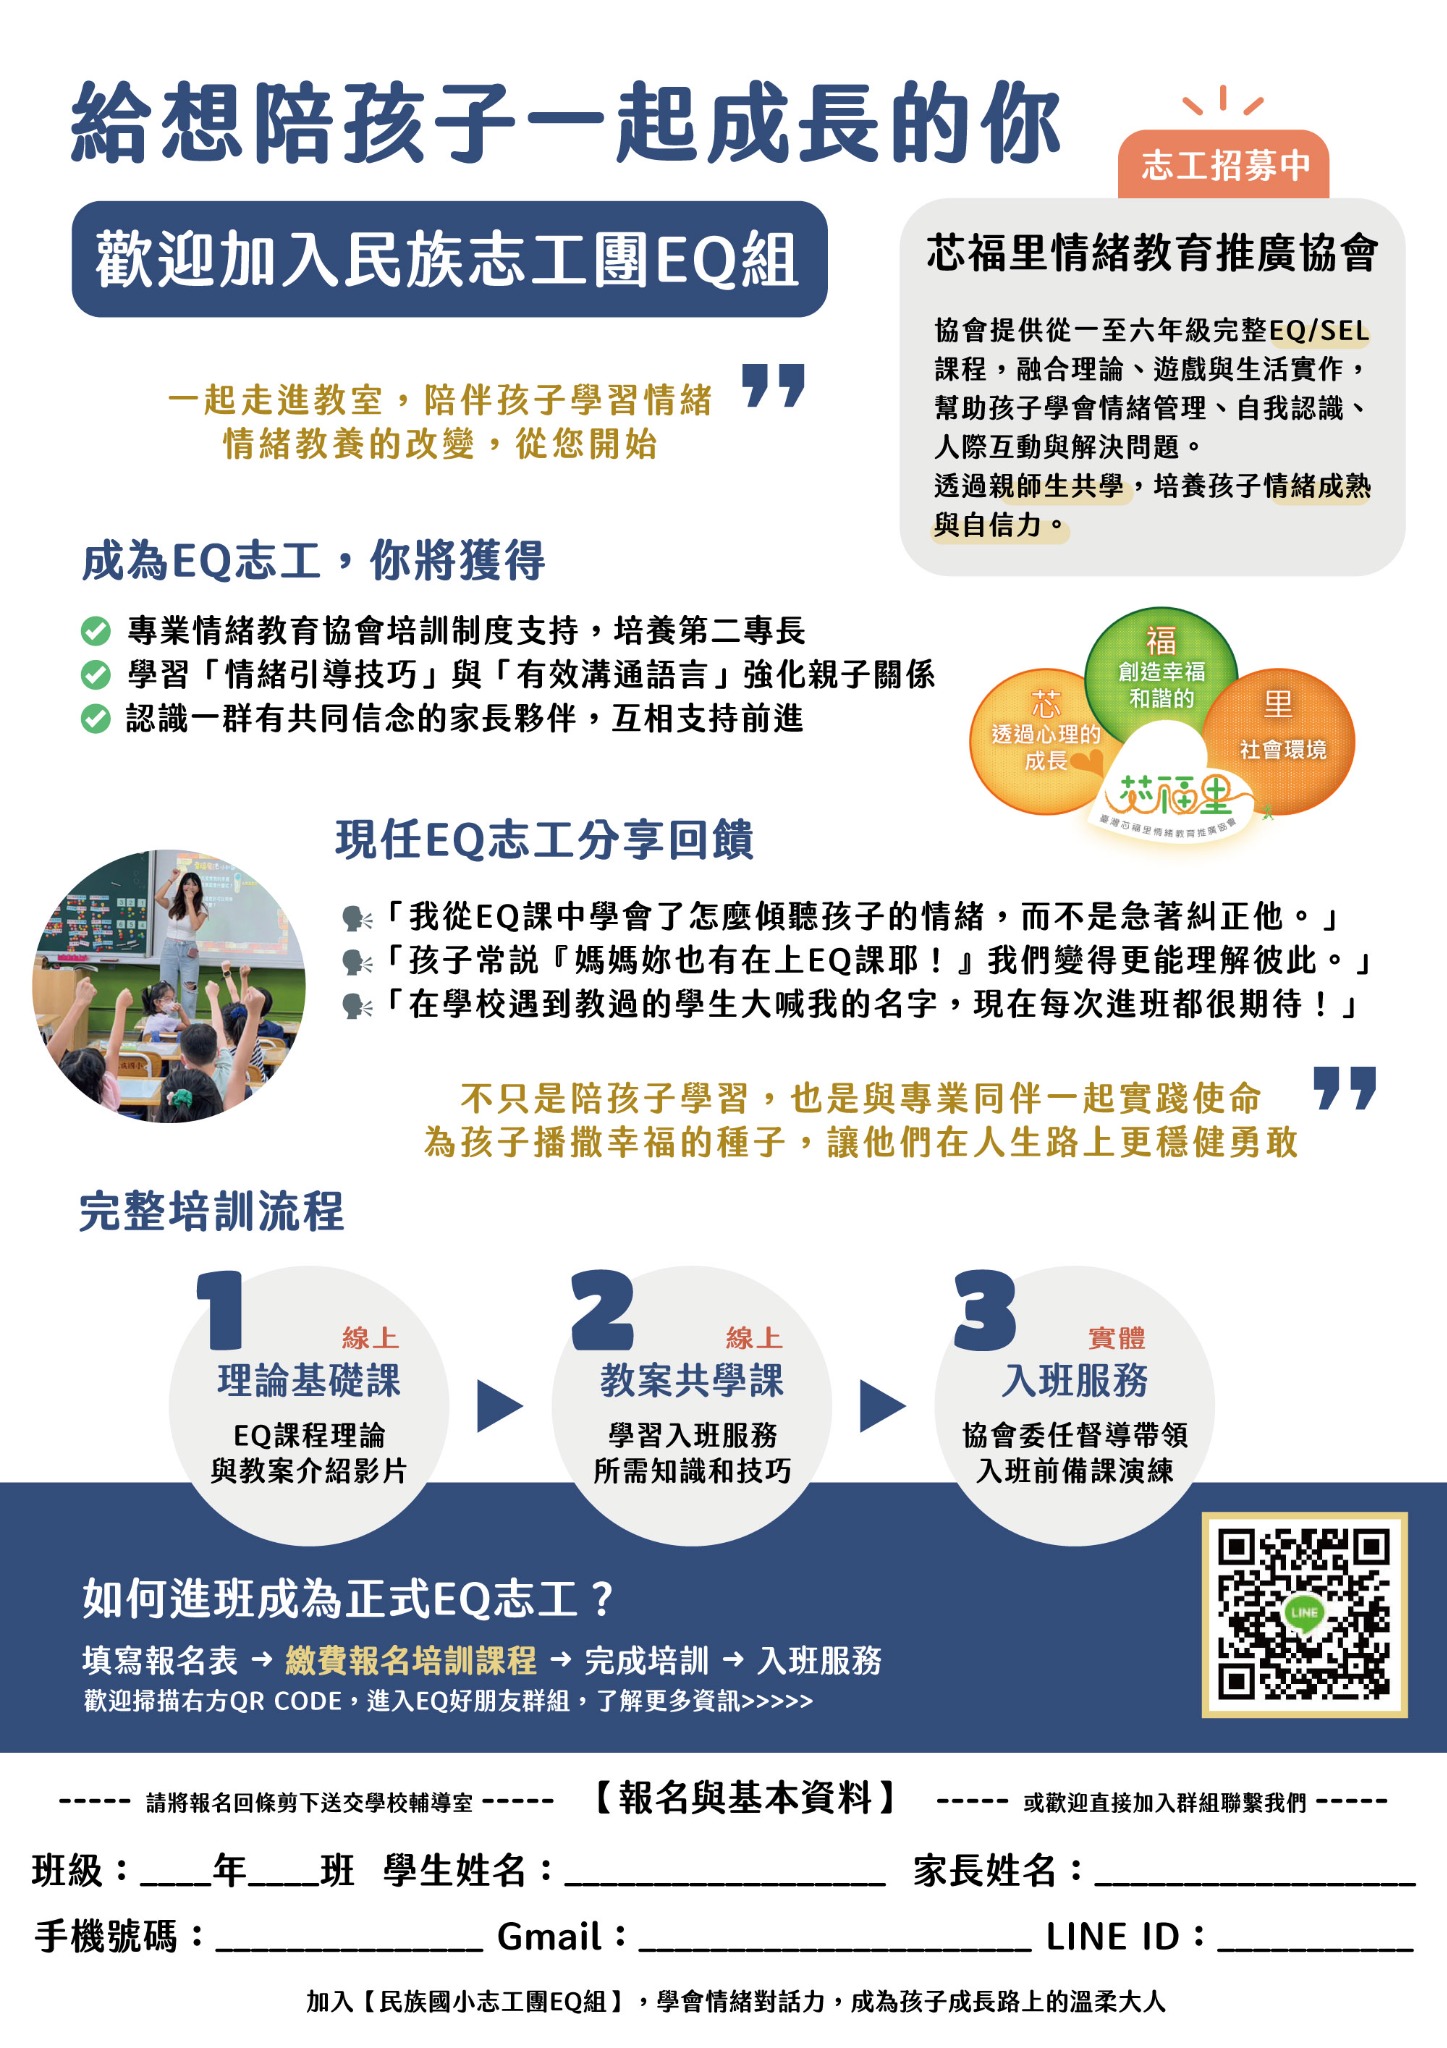 給想陪孩子一起成長的你
志工招募中
歡迎加入民族志工團EQ組
芯福里情緒教育推廣協會
協會提供從一至六年級完整EQ/SEL
課程，融合理論、遊戲與生活實作，
幫助孩子學會情緒管理、自我認識、
人際互動與解決問題。
透過親師生共學，培養孩子情緒成熟
與自信力。
一起走進教室，陪伴孩子學習情緒
情緒教養的改變，從您開始
成為EQ志工，你將獲得
專業情緒教育協會培訓制度支持，培養第二專長
學習「情緒引導技巧」與「有效溝通語言」強化親子關係
認識一群有共同信念的家長夥伴，互相支持前進
福
創造幸福
和諧的
芯
透過心理的
成長
里
社會環境
芯福里
臺灣芯福里情緒教育推廣協會
現任EQ志工分享回饋
「我從EQ課中學會了怎麼傾聽孩子的情緒，而不是急著糾正他。」
「孩子常說『媽媽妳也有在上EQ課耶！』我們變得更能理解彼此。」
「在學校遇到教過的學生大喊我的名字，現在每次進班都很期待！」
不只是陪孩子學習，也是與專業同伴一起實踐使命
為孩子播撒幸福的種子，讓他們在人生路上更穩健勇敢
完整培訓流程
1
線上
理論基礎課
EQ課程理論
與教案介紹影片
2
線上
教案共學課
學習入班服務
所需知識和技巧
3
實體
入班服務
協會委任督導帶領
入班前備課演練
如何進班成為正式EQ志工？
填寫報名表 → 繳費報名培訓課程 → 完成培訓 → 入班服務
歡迎掃描右方QR CODE，進入EQ好朋友群組，了解更多資訊>>>>>
LINE
----- 請將報名回條剪下送交學校輔導室 ----- 【報名與基本資料】 ----- 或歡迎直接加入群組聯繫我們 -----
班級：____年____班 學生姓名：__________________ 家長姓名：__________________
手機號碼：_______________ Gmail：______________________ LINE ID：___________
加入【民族國小志工團EQ組】，學會情緒對話力，成為孩子成長路上的溫柔大人